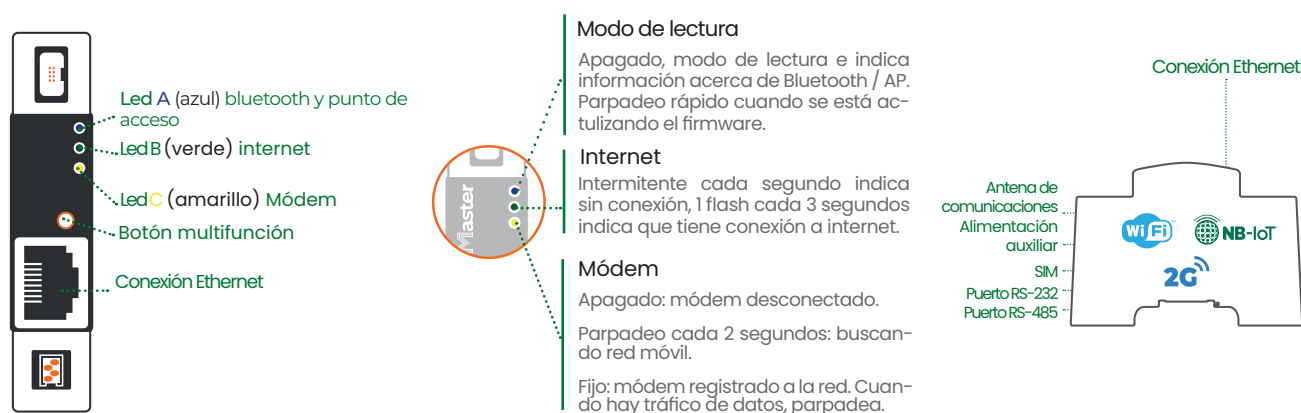 Led A (azul) bluetooth y punto de
acceso
Led B (verde) internet
Led C (amarillo) Módem
Botón multifunción
Conexión Ethernet
Master
Modo de lectura
Apagado, modo de lectura e indica
información acerca de Bluetooth / AP.
Parpadeo rápido cuando se está ac-
tulizando el firmware.
Internet
Intermitente cada segundo indica
sin conexión, 1 flash cada 3 segundos
indica que tiene conexión a internet.
Módem
Apagado: módem desconectado.
Parpadeo cada 2 segundos: buscan-
do red móvil.
Fijo: módem registrado a la red. Cuan-
do hay tráfico de datos, parpadea.
Conexión Ethernet
Antena de
comunicaciones
Alimentación
auxiliar
SIM
Puerto RS-232
Puerto RS-485
WiFi
NB-IoT
2G